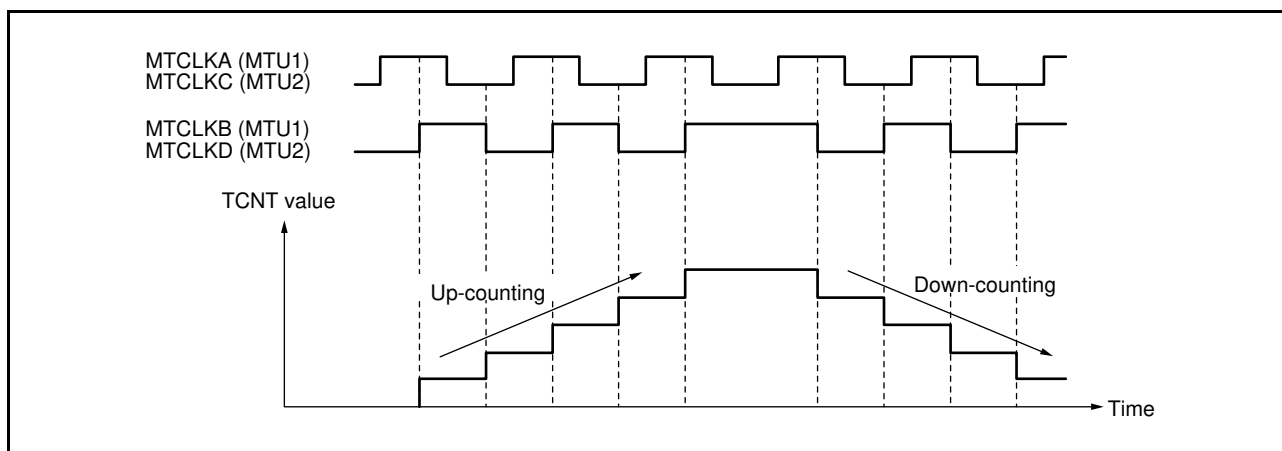 MTCLKA (MTU1)
MTCLKC (MTU2)
MTCLKB (MTU1)
MTCLKD (MTU2)
TCNT value
Up-counting
Down-counting
Time